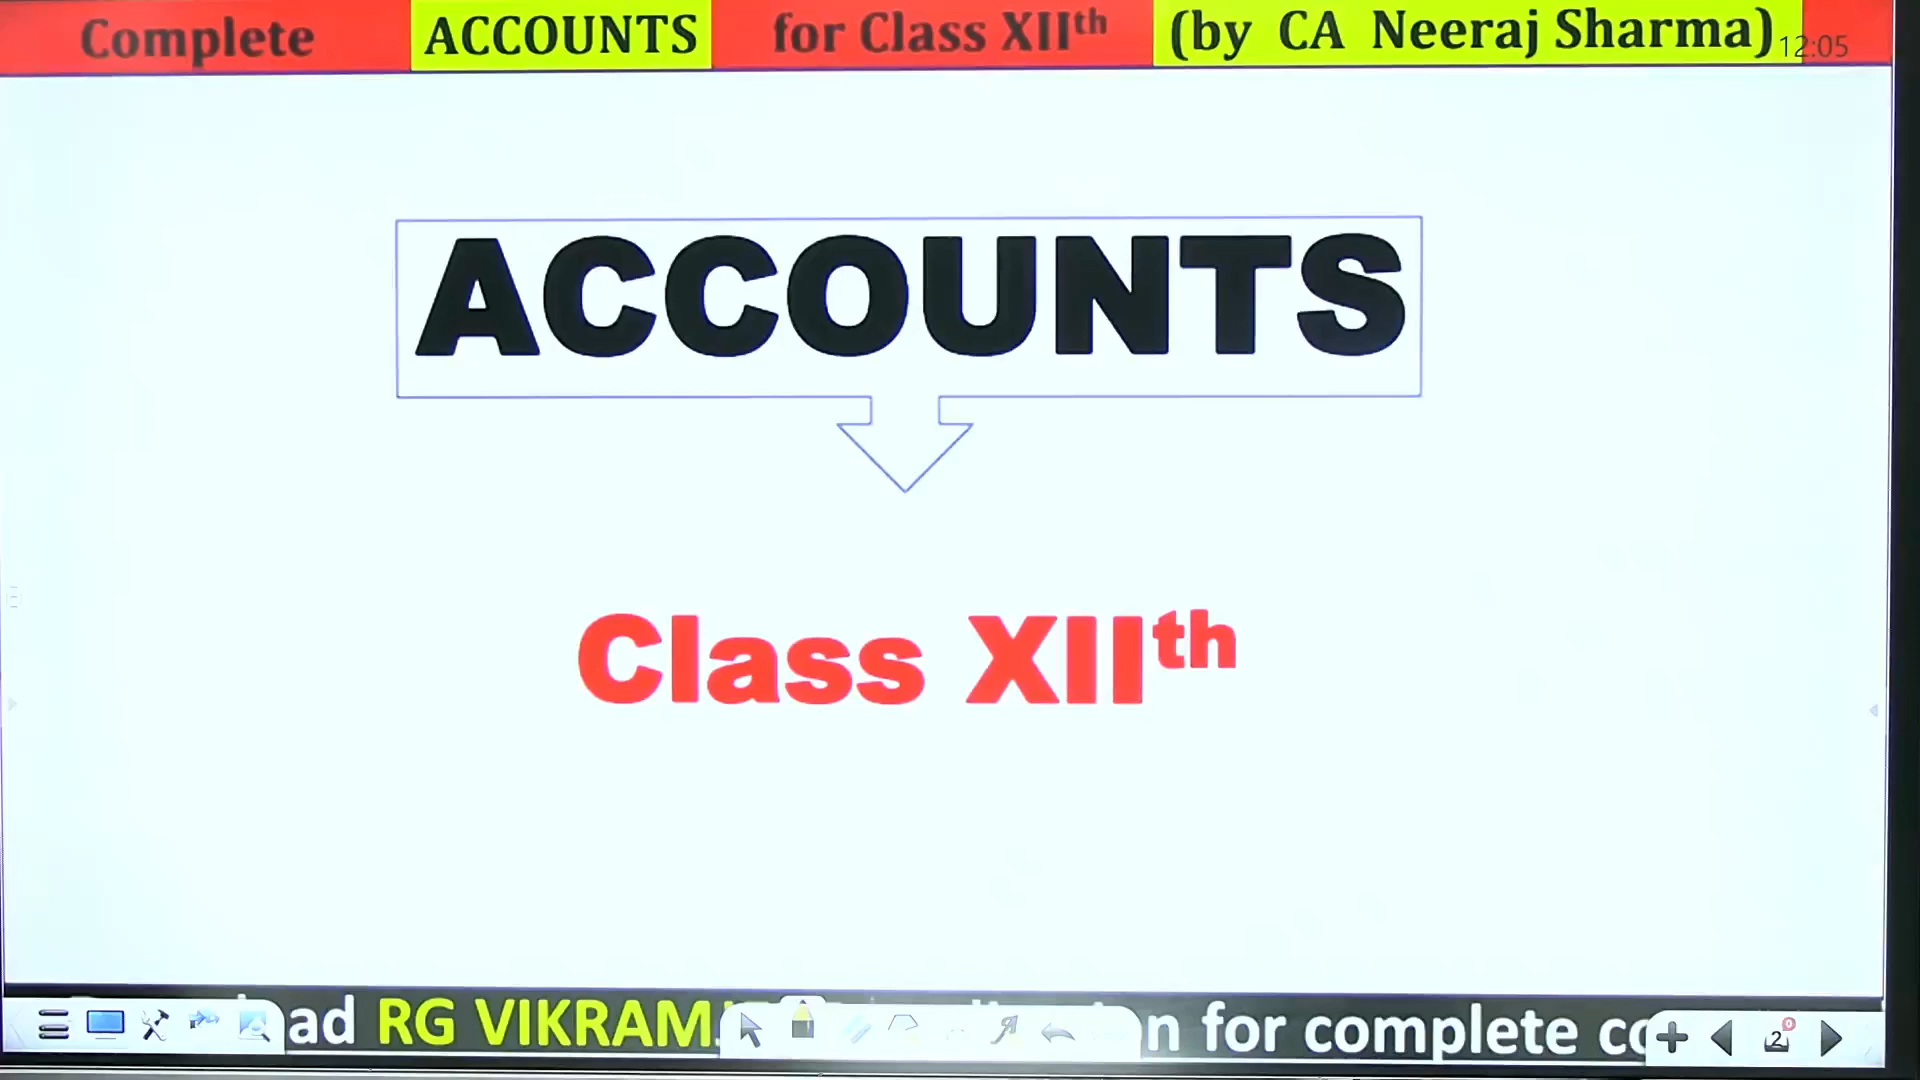 Complete ACCOUNTS for Class XIIth (by CA Neeraj Sharma) 12:05
ACCOUNTS
Class XIIth
RG VIKRAM for complete
2
0